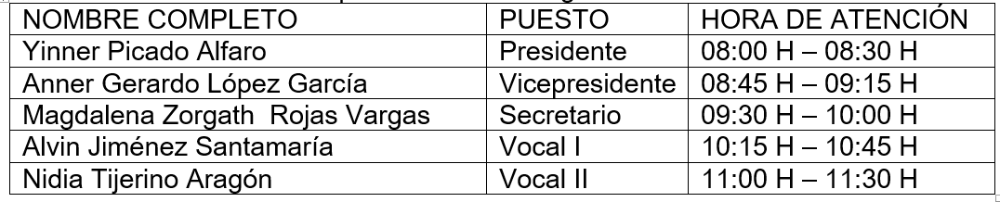 NOMBRE COMPLETO PUESTO HORA DE ATENCIÓN
Yinner Picado Alfaro Presidente 08:00 H – 08:30 H
Anner Gerardo López García Vicepresidente 08:45 H – 09:15 H
Magdalena Zorgath  Rojas Vargas Secretario 09:30 H – 10:00 H
Alvin Jiménez Santamaría Vocal I 10:15 H – 10:45 H
Nidia Tijerino Aragón Vocal II 11:00 H – 11:30 H